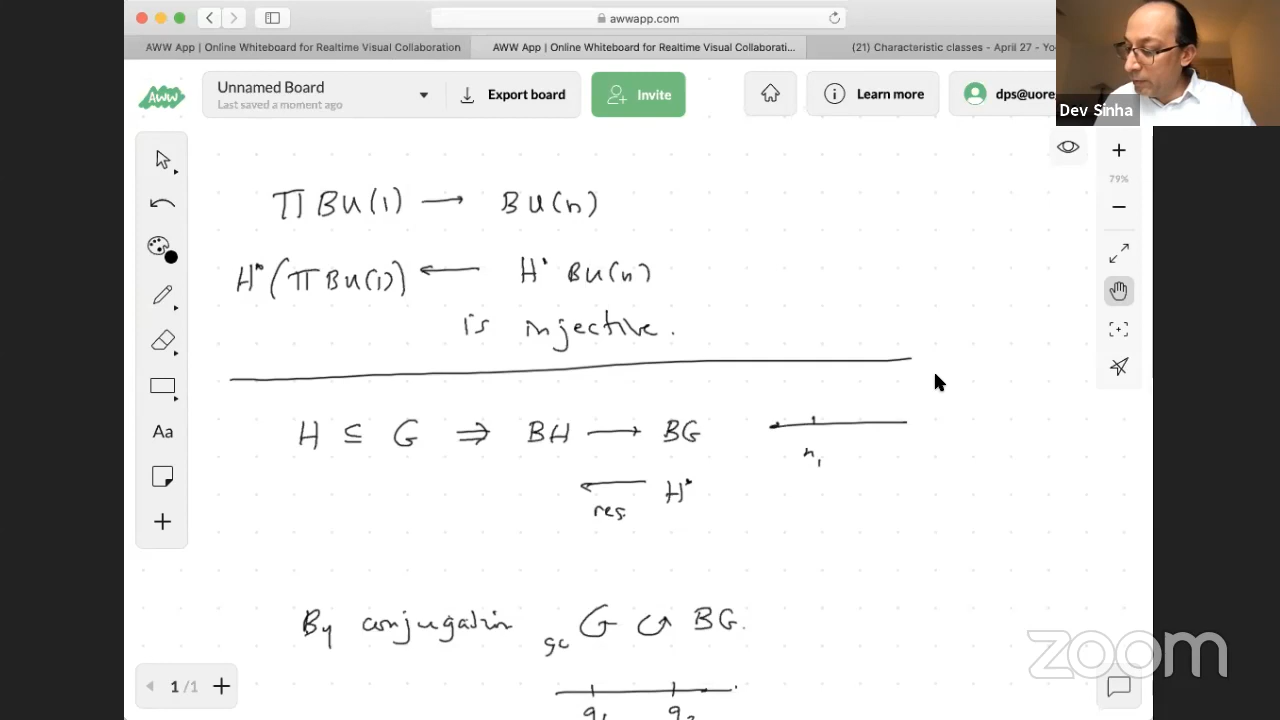 awwapp.com
AWW App | Online Whiteboard for Realtime Visual Collaboration
AWW App | Online Whiteboard for Realtime Visual Collaborati...
(21) Characteristic classes - April 27 - Yo
AWW
Unnamed Board
Last saved a moment ago
Export board
Invite
Learn more
dps@uore
Dev Sinha
79%
Π BU(1) → BU(n)
H*(Π BU(1)) ← H* BU(n)
is injective.
H ⊆ G ⇒ BH → BG
n₁
← H*
res.
By conjugation G ↺ BG.
g₁ g₂
Aa
1/1
zoom